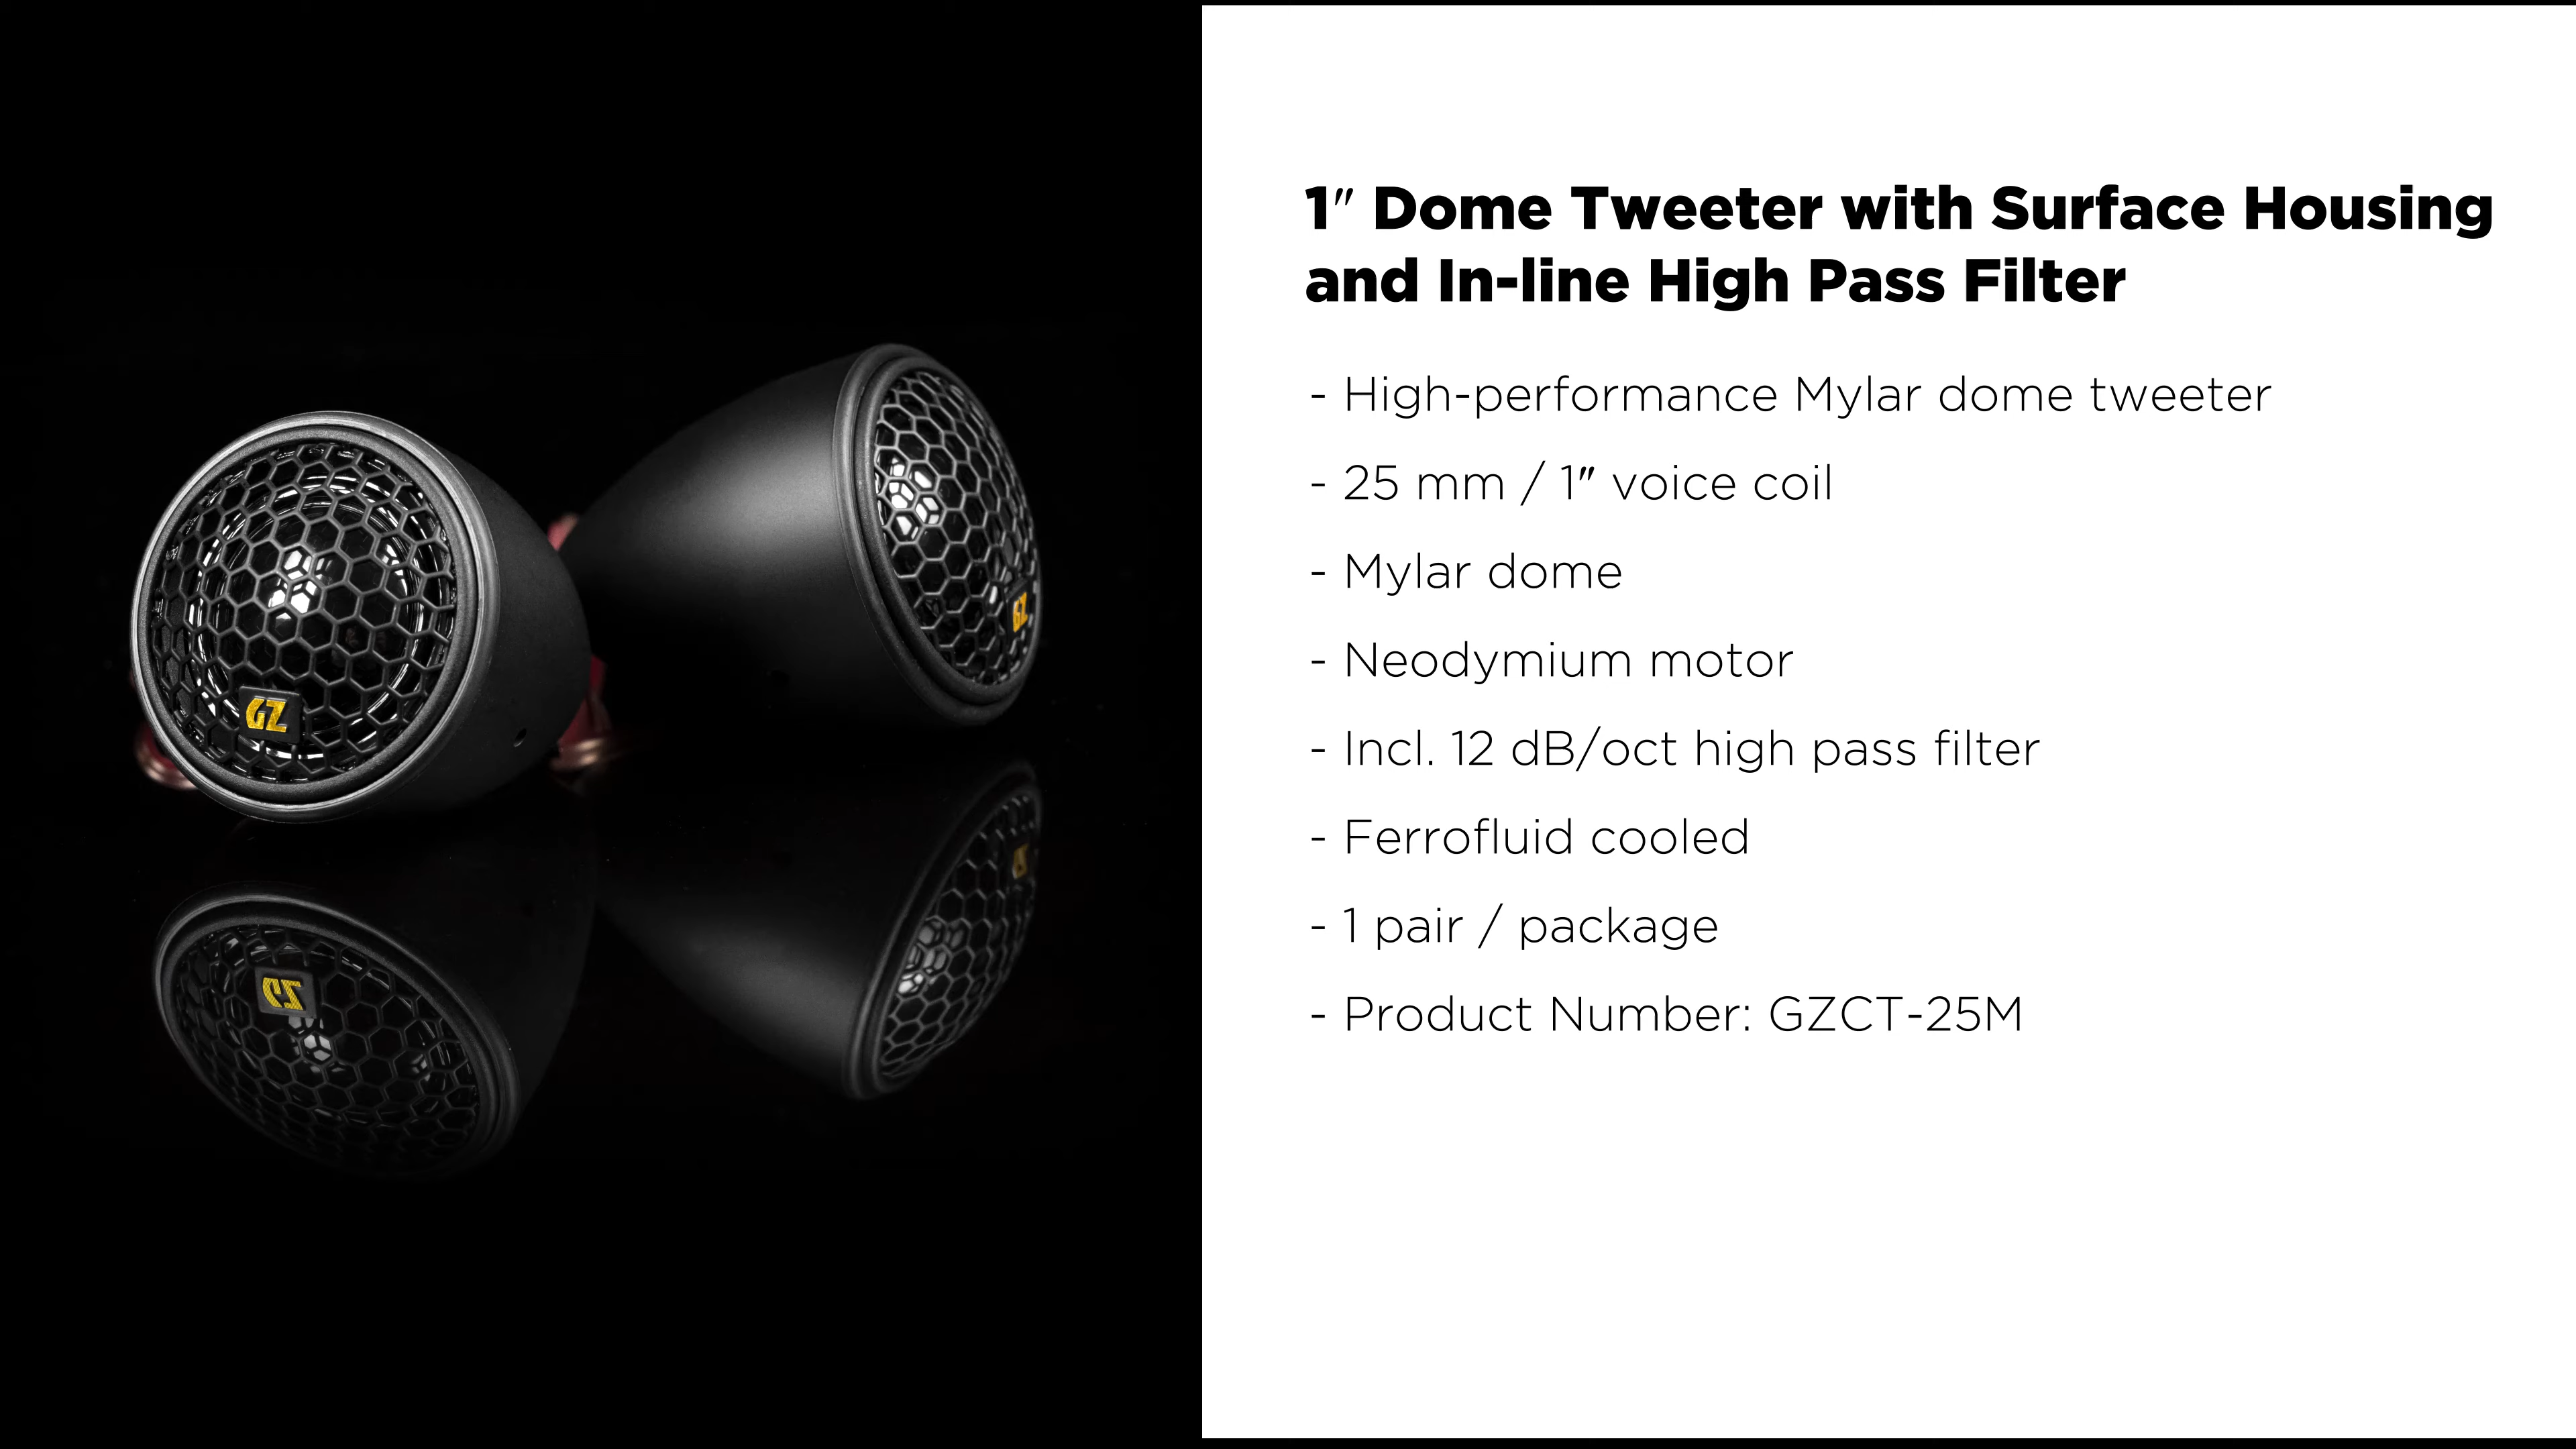 GZ
GZ
1″ Dome Tweeter with Surface Housing
and In-line High Pass Filter
- High-performance Mylar dome tweeter
- 25 mm / 1″ voice coil
- Mylar dome
- Neodymium motor
- Incl. 12 dB/oct high pass filter
- Ferrofluid cooled
- 1 pair / package
- Product Number: GZCT-25M